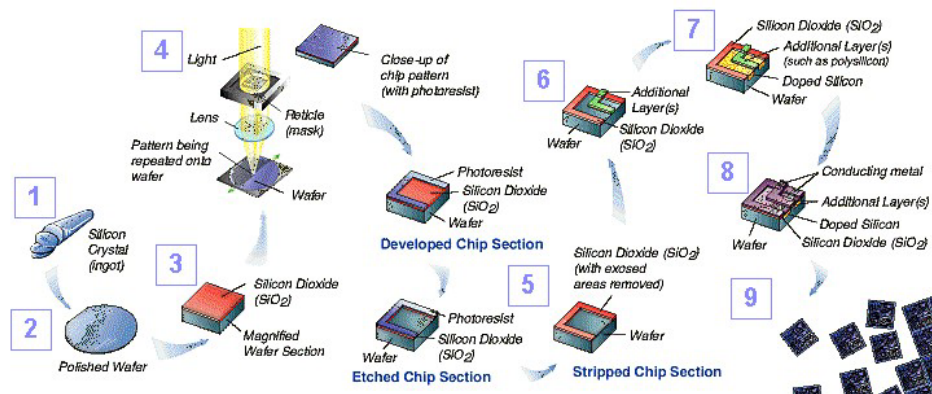 1
Silicon
Crystal
(ingot)
2
Polished Wafer
3
Silicon Dioxide
(SiO2)
Magnified
Wafer Section
4
Light
Reticle
(mask)
Lens
Pattern being
repeated onto
wafer
Wafer
Close-up of
chip pattern
(with photoresist)
Photoresist
Silicon Dioxide
(SiO2)
Wafer
Developed Chip Section
Photoresist
Silicon Dioxide
(SiO2)
Wafer
Etched Chip Section
5
Silicon Dioxide (SiO2)
(with exposed
areas removed)
Wafer
Stripped Chip Section
6
Additional
Layer(s)
Silicon Dioxide
(SiO2)
Wafer
7
Silicon Dioxide (SiO2)
Additional Layer(s)
(such as polysilicon)
Doped Silicon
Wafer
8
Conducting metal
Additional Layer(s)
Doped Silicon
Silicon Dioxide (SiO2)
Wafer
9